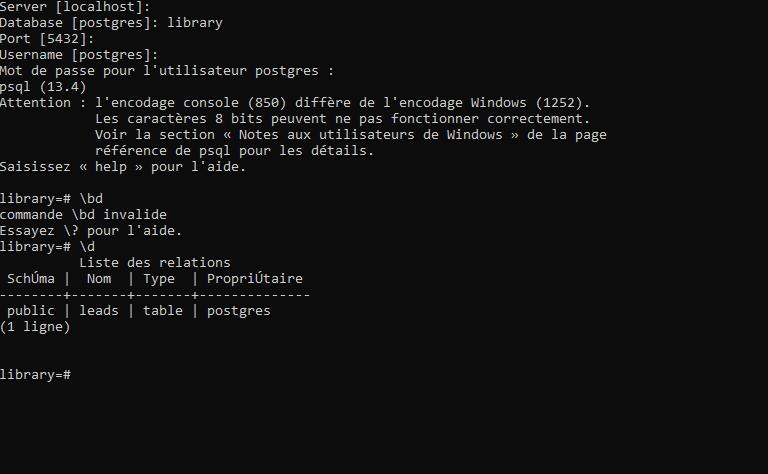 Server [localhost]:
Database [postgres]: library
Port [5432]:
Username [postgres]:
Mot de passe pour l'utilisateur postgres :
psql (13.4)
Attention : l'encodage console (850) diffère de l'encodage Windows (1252).
            Les caractères 8 bits peuvent ne pas fonctionner correctement.
            Voir la section « Notes aux utilisateurs de Windows » de la page
            référence de psql pour les détails.
Saisissez « help » pour l'aide.

library=# \bd
commande \bd invalide
Essayez \? pour l'aide.
library=# \d
          Liste des relations
 SchÚma |  Nom  | Type  | PropriÚtaire
--------+-------+-------+--------------
 public | leads | table | postgres
(1 ligne)


library=#